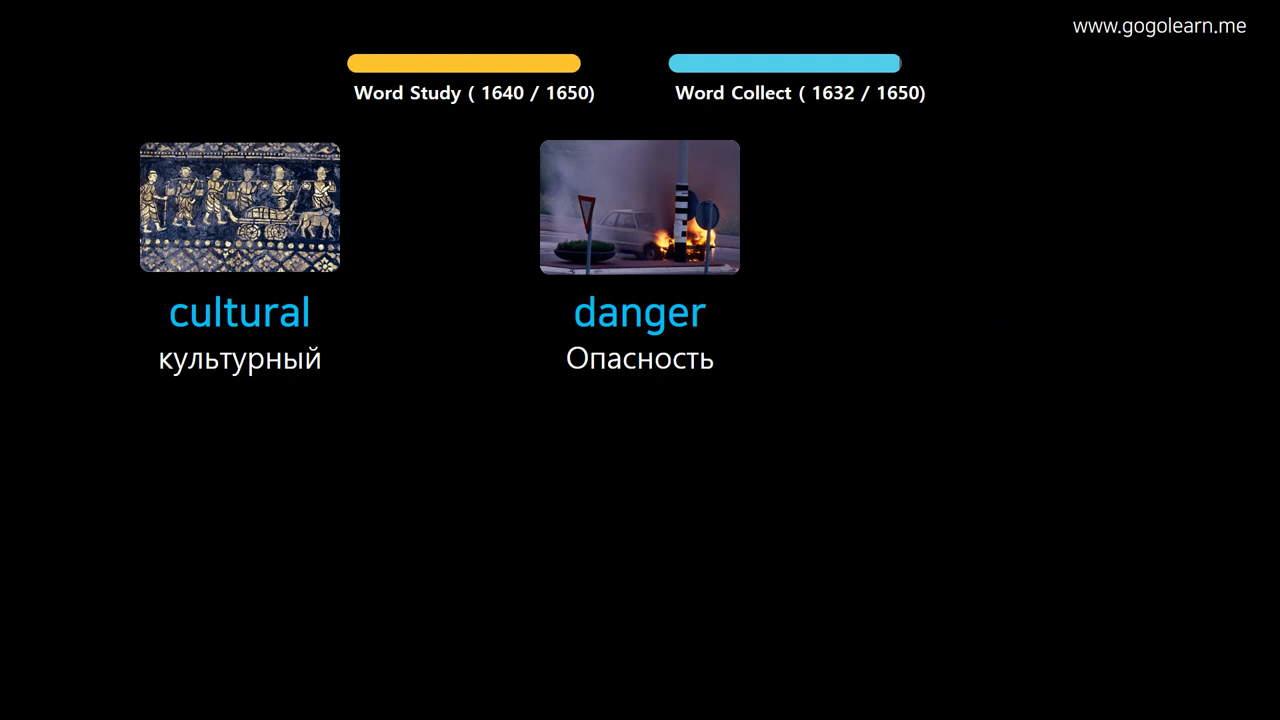 www.gogolearn.me
Word Study ( 1640 / 1650)
Word Collect ( 1632 / 1650)
cultural
культурный
danger
Опасность